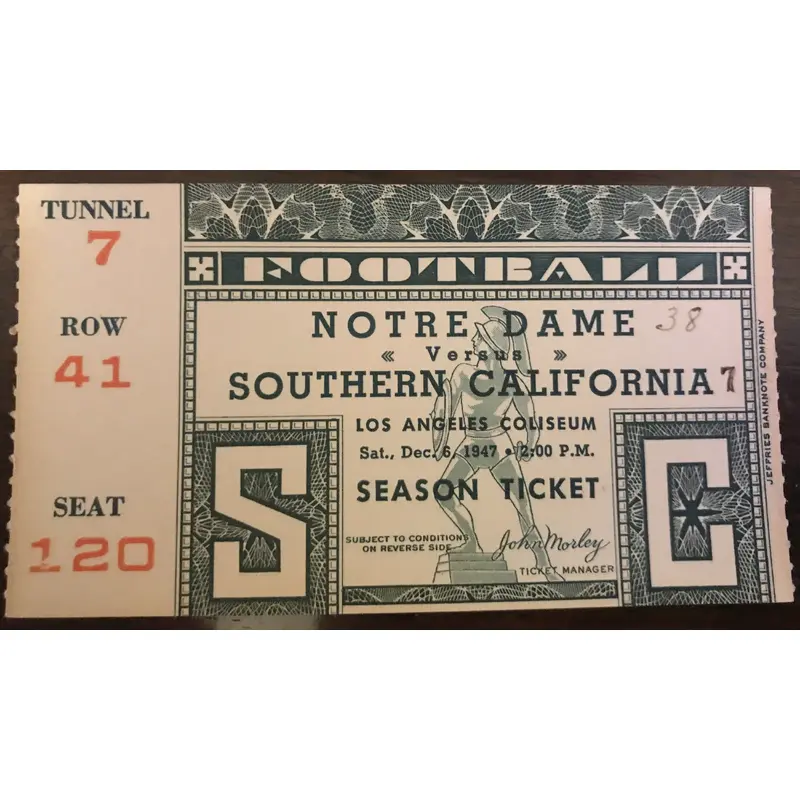 TUNNEL
7
ROW
41
SEAT
120
FOOTBALL
NOTRE DAME 38
« Versus »
SOUTHERN CALIFORNIA 7
LOS ANGELES COLISEUM
Sat., Dec. 6, 1947 • 2:00 P.M.
SEASON TICKET
SUBJECT TO CONDITIONS
ON REVERSE SIDE
John Morley
TICKET MANAGER
S C
JEFFRIES BANKNOTE COMPANY